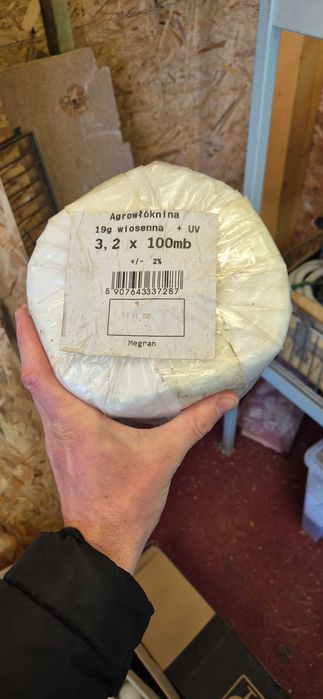 Agrowłóknina
19g wiosenna + UV
3,2 x 100mb
+/- 2%
5 907643 337287
Megran